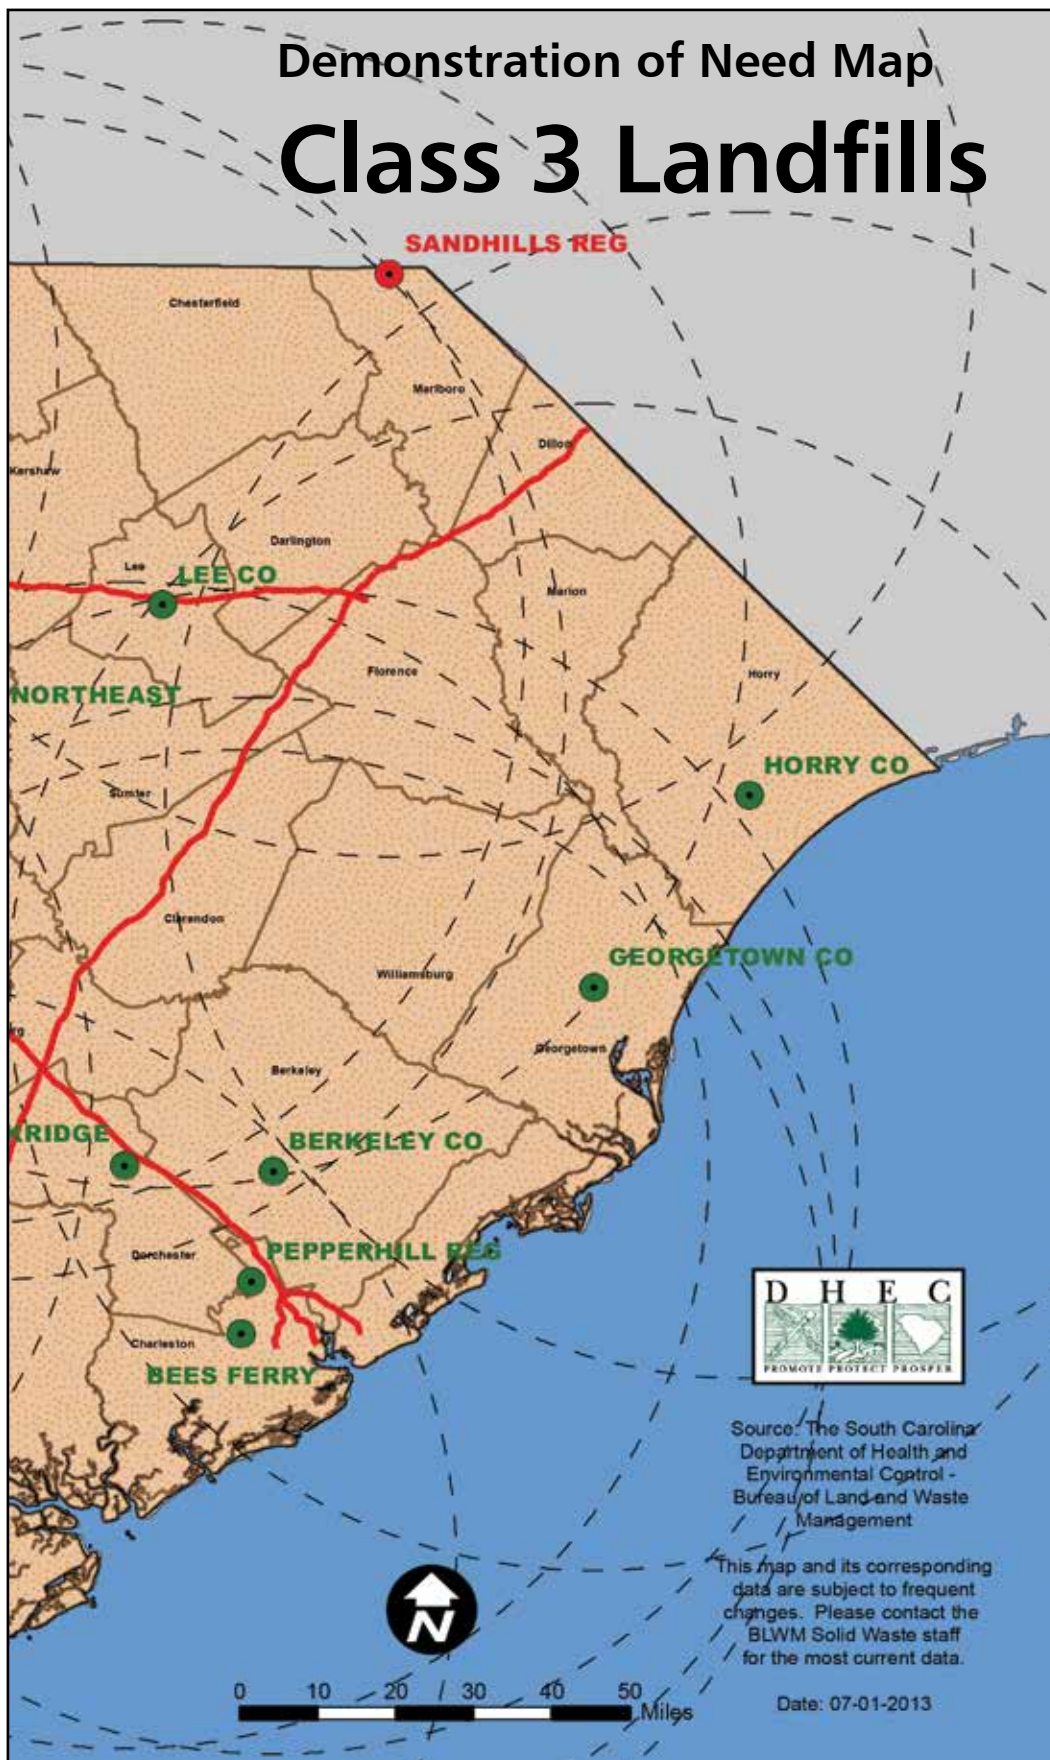 Demonstration of Need Map
Class 3 Landfills
SANDHILLS REG
Chesterfield
Marlboro
Dillon
Kershaw
Darlington
Lee
LEE CO
Marion
Florence
Horry
NORTHEAST
HORRY CO
Sumter
Clarendon
GEORGETOWN CO
Williamsburg
rg
Georgetown
Berkeley
RIDGE
BERKELEY CO
Dorchester
PEPPERHILL REG
Charleston
BEES FERRY
D H E C
PROMOTE PROTECT PROSPER
Source: The South Carolina
Department of Health and
Environmental Control -
Bureau of Land and Waste
Management
This map and its corresponding
data are subject to frequent
changes. Please contact the
BLWM Solid Waste staff
for the most current data.
Date: 07-01-2013
N
0 10 20 30 40 50
Miles